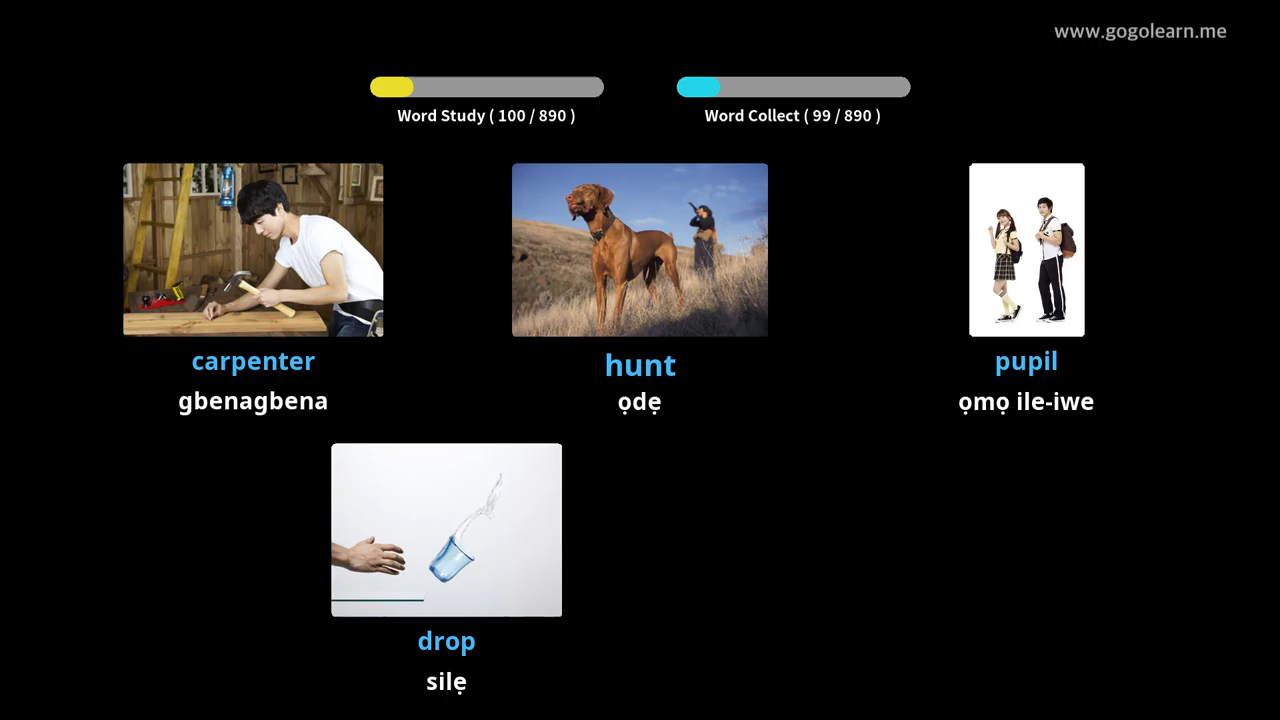 www.gogolearn.me
Word Study ( 100 / 890 )
Word Collect ( 99 / 890 )
carpenter
gbenagbena
hunt
ọdẹ
pupil
ọmọ ile-iwe
drop
silẹ